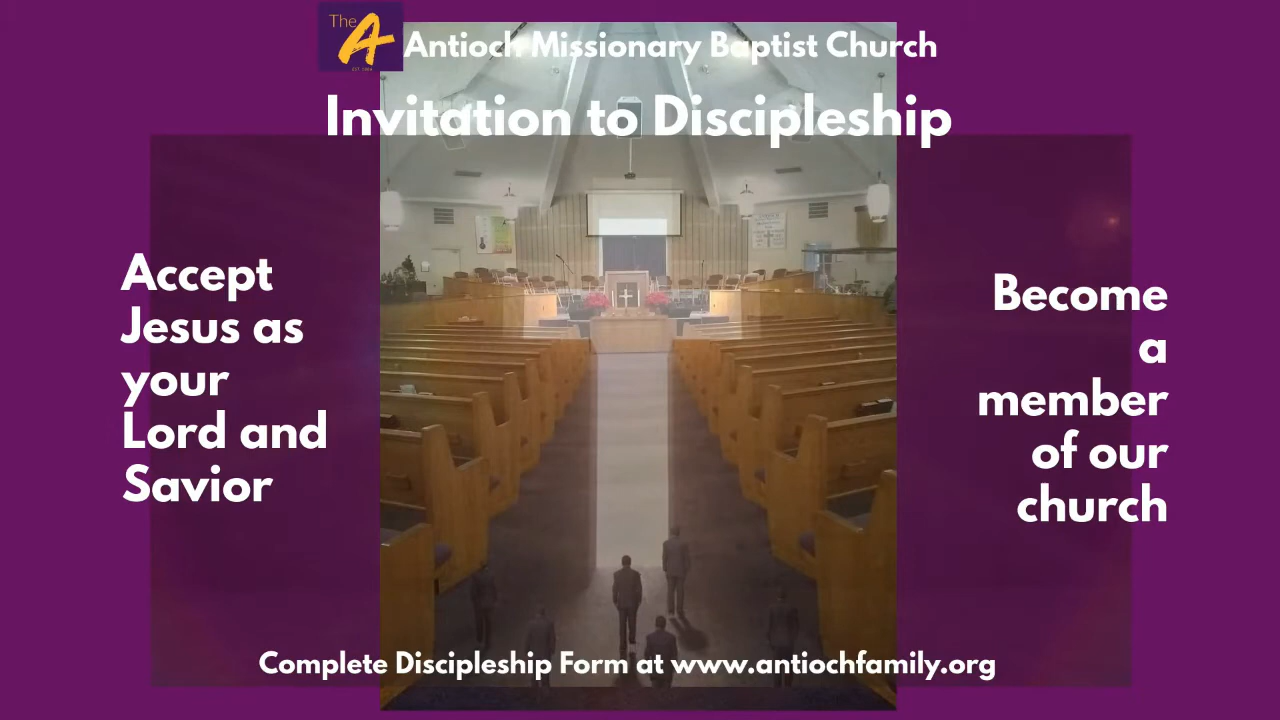 The
A
Antioch Missionary Baptist Church
Invitation to Discipleship
Accept
Jesus as
your
Lord and
Savior
Become
a
member
of our
church
Complete Discipleship Form at www.antiochfamily.org